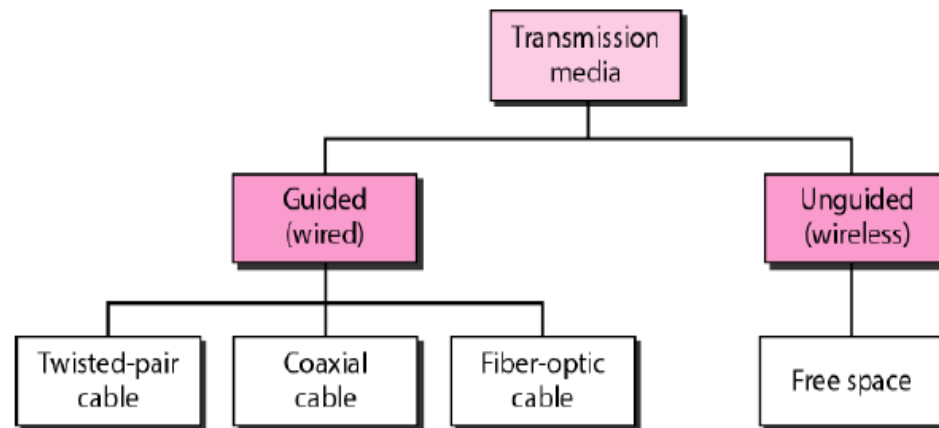 Transmission
media
Guided
(wired)
Unguided
(wireless)
Twisted-pair
cable
Coaxial
cable
Fiber-optic
cable
Free space